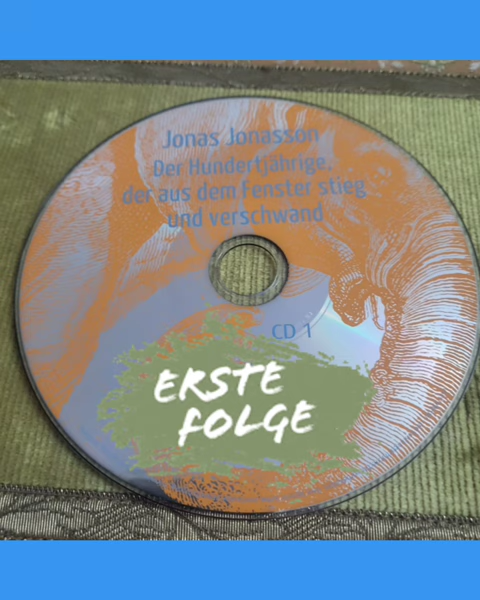 Jonas Jonasson
Der Hundertjährige,
der aus dem Fenster stieg
und verschwand
CD 1
ERSTE
FOLGE